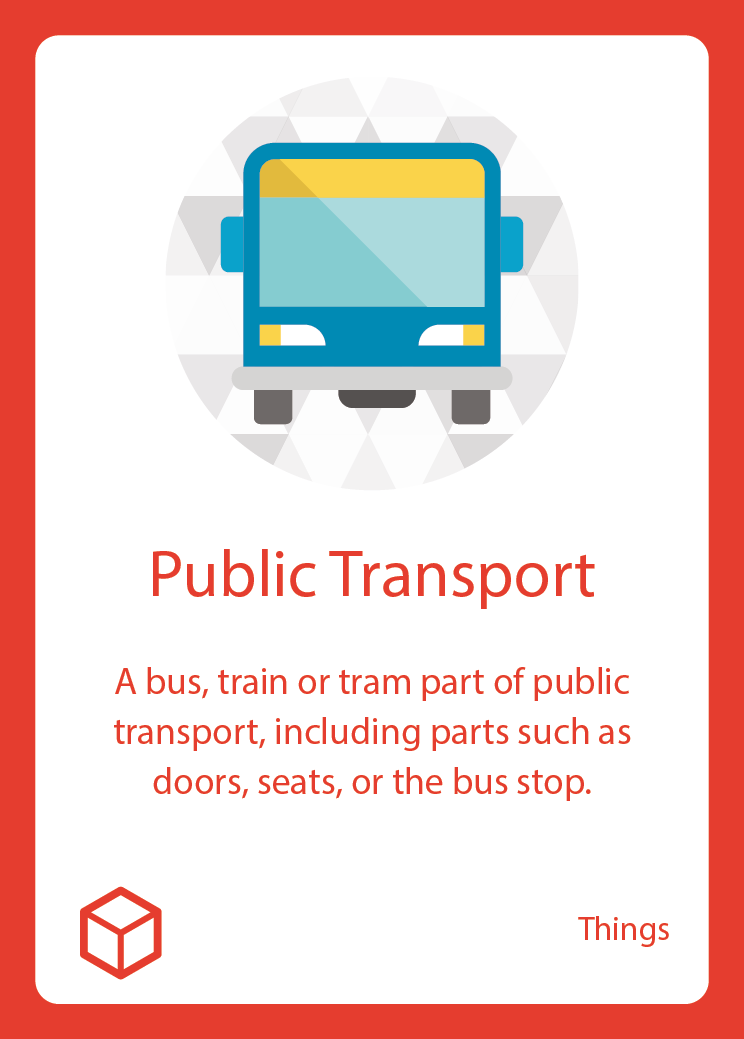 Public Transport
A bus, train or tram part of public
transport, including parts such as
doors, seats, or the bus stop.
Things